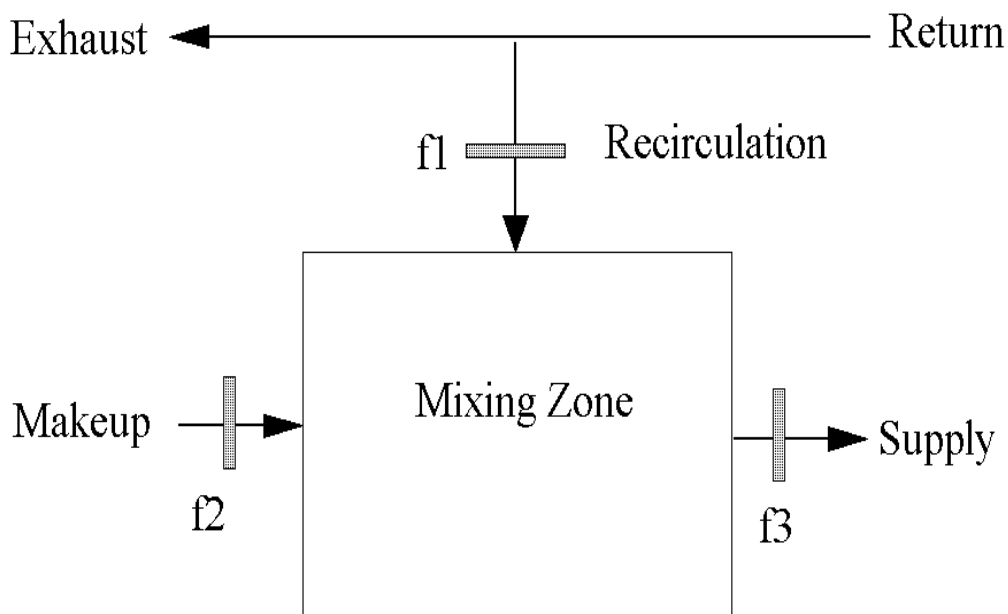 Exhaust
Return
f1
Recirculation
Mixing Zone
Makeup
Supply
f2
f3